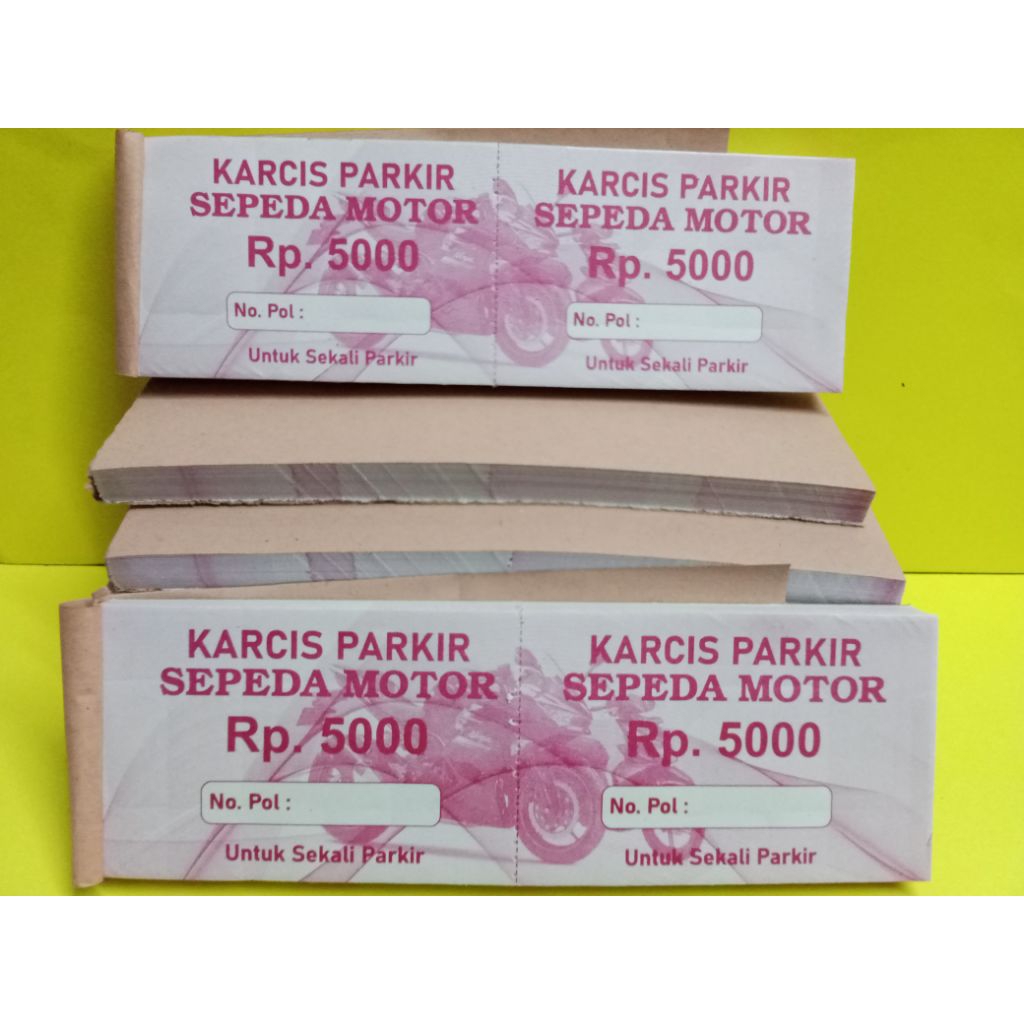 KARCIS PARKIR
SEPEDA MOTOR
Rp. 5000
No. Pol :
Untuk Sekali Parkir
KARCIS PARKIR
SEPEDA MOTOR
Rp. 5000
No. Pol :
Untuk Sekali Parkir
KARCIS PARKIR
SEPEDA MOTOR
Rp. 5000
No. Pol :
Untuk Sekali Parkir
KARCIS PARKIR
SEPEDA MOTOR
Rp. 5000
No. Pol :
Untuk Sekali Parkir